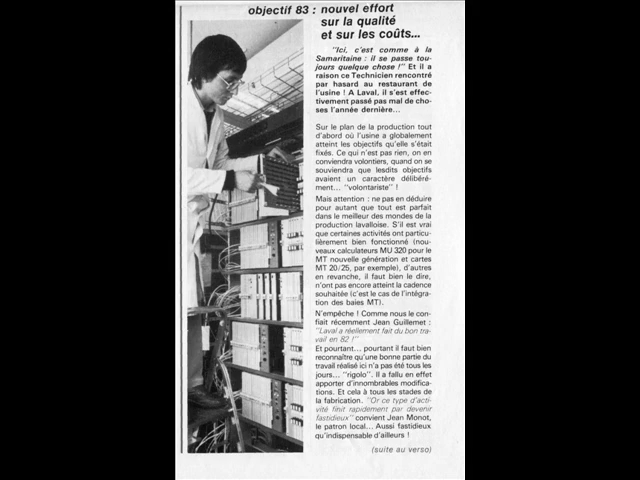 objectif 83 : nouvel effort
sur la qualité
et sur les coûts...
"Ici, c'est comme à la
Samaritaine : il se passe tou-
jours quelque chose !" Et il a
raison ce Technicien rencontré
par hasard au restaurant de
l'usine ! A Laval, il s'est effec-
tivement passé pas mal de cho-
ses l'année dernière...
Sur le plan de la production tout
d'abord où l'usine a globalement
atteint les objectifs qu'elle s'était
fixés. Ce qui n'est pas rien, on en
conviendra volontiers, quand on se
souviendra que lesdits objectifs
avaient un caractère délibéré-
ment... "volontariste" !
Mais attention : ne pas en déduire
pour autant que tout est parfait
dans le meilleur des mondes de la
production lavalloise. S'il est vrai
que certaines activités ont particu-
lièrement bien fonctionné (nou-
veaux calculateurs MU 320 pour le
MT nouvelle génération et cartes
MT 20/25, par exemple), d'autres
en revanche, il faut bien le dire,
n'ont pas encore atteint la cadence
souhaitée (c'est le cas de l'intégra-
tion des baies MT).
N'empêche ! Comme nous le con-
fiait récemment Jean Guillemet :
"Laval a réellement fait du bon tra-
vail en 82 !"
Et pourtant... pourtant il faut bien
reconnaître qu'une bonne partie du
travail réalisé ici n'a pas été tous les
jours... "rigolo". Il a fallu en effet
apporter d'innombrables modifica-
tions. Et cela à tous les stades de
la fabrication. "Or ce type d'acti-
vité finit rapidement par devenir
fastidieux" convient Jean Monot,
le patron local... Aussi fastidieux
qu'indispensable d'ailleurs !
(suite au verso)